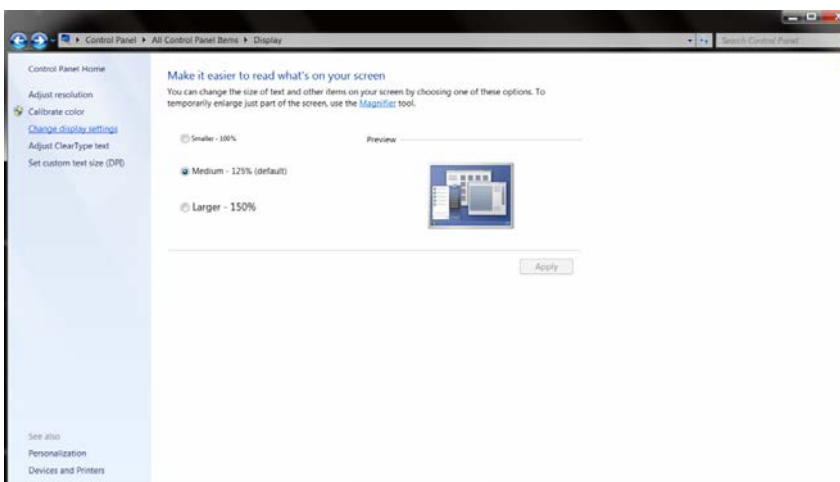 Control Panel ▸ All Control Panel Items ▸ Display
Search Control Panel
Control Panel Home
Adjust resolution
Calibrate color
Change display settings
Adjust ClearType text
Set custom text size (DPI)
Make it easier to read what's on your screen
You can change the size of text and other items on your screen by choosing one of these options. To
temporarily enlarge just part of the screen, use the Magnifier tool.
Smaller - 100%
Preview
Medium - 125% (default)
Larger - 150%
Apply
See also
Personalization
Devices and Printers